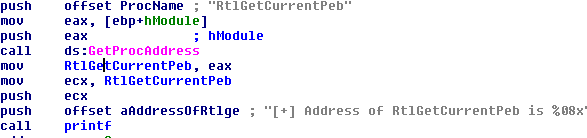 push offset ProcName ; "RtlGetCurrentPeb"
mov eax, [ebp+hModule]
push eax ; hModule
call ds:GetProcAddress
mov RtlGetCurrentPeb, eax
mov ecx, RtlGetCurrentPeb
push ecx
push offset aAddressOfRtlge ; "[+] Address of RtlGetCurrentPeb is %08x"
call printf